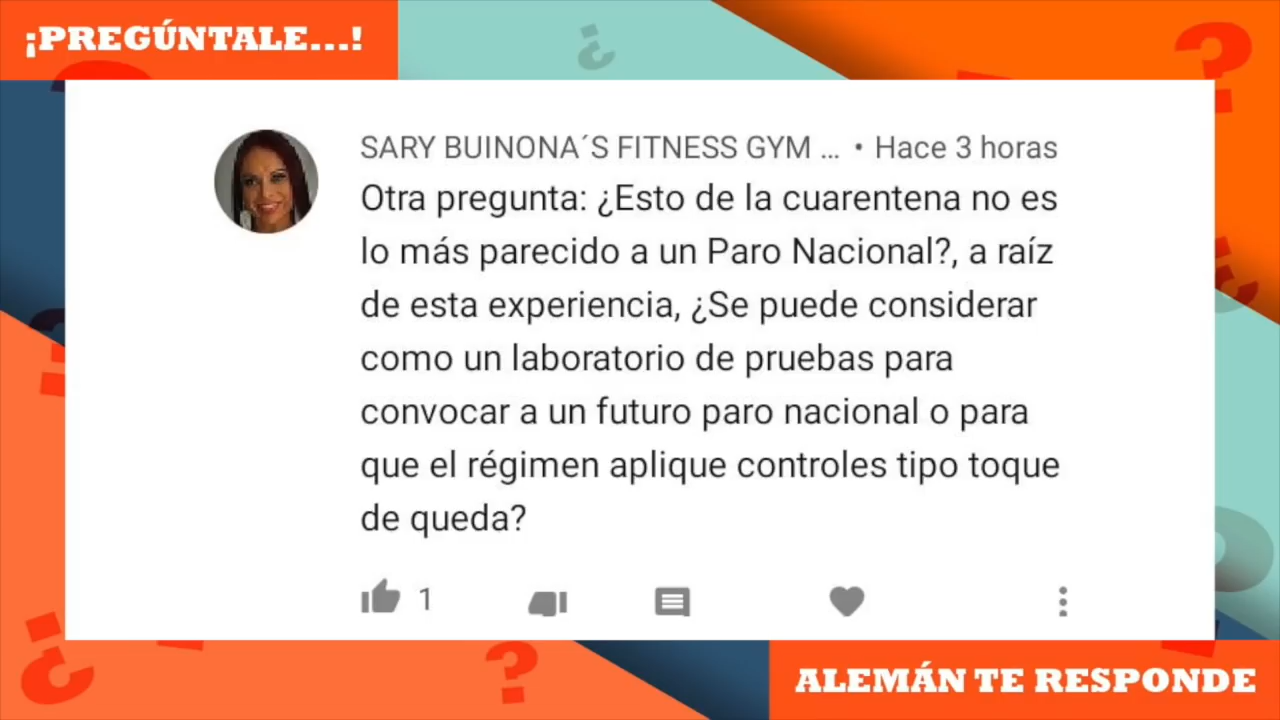 ¡PREGÚNTALE...!
SARY BUINONA´S FITNESS GYM ... • Hace 3 horas
Otra pregunta: ¿Esto de la cuarentena no es
lo más parecido a un Paro Nacional?, a raíz
de esta experiencia, ¿Se puede considerar
como un laboratorio de pruebas para
convocar a un futuro paro nacional o para
que el régimen aplique controles tipo toque
de queda?
1
ALEMÁN TE RESPONDE